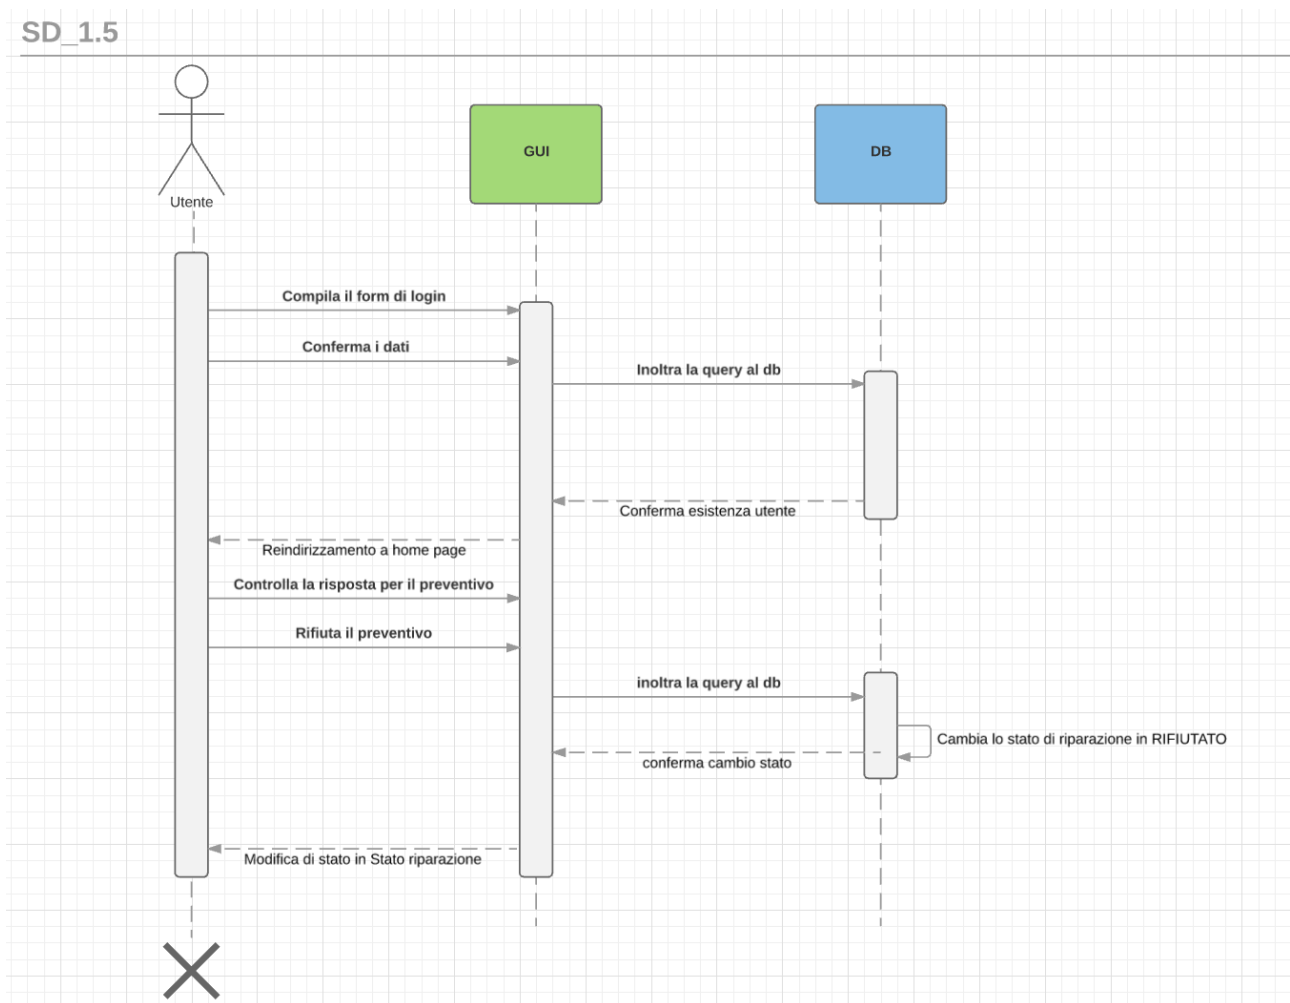 SD_1.5
Utente
GUI
DB
Compila il form di login
Conferma i dati
Inoltra la query al db
Conferma esistenza utente
Reindirizzamento a home page
Controlla la risposta per il preventivo
Rifiuta il preventivo
inoltra la query al db
Cambia lo stato di riparazione in RIFIUTATO
conferma cambio stato
Modifica di stato in Stato riparazione